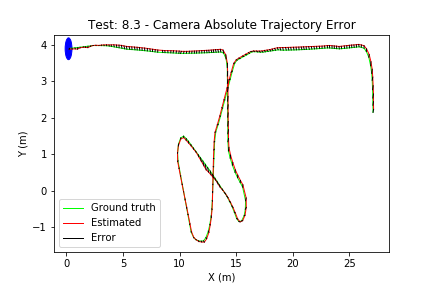 Test: 8.3 - Camera Absolute Trajectory Error
4
3
2
1
0
−1
Y (m)
Ground truth
Estimated
Error
0 5 10 15 20 25
X (m)